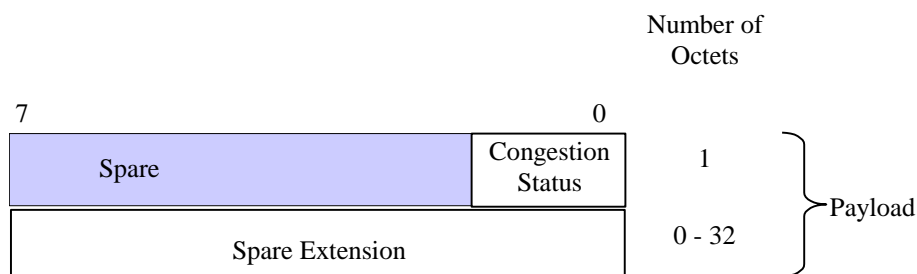 Number of
Octets
7 0
Spare Congestion Status 1
Payload
Spare Extension 0 - 32